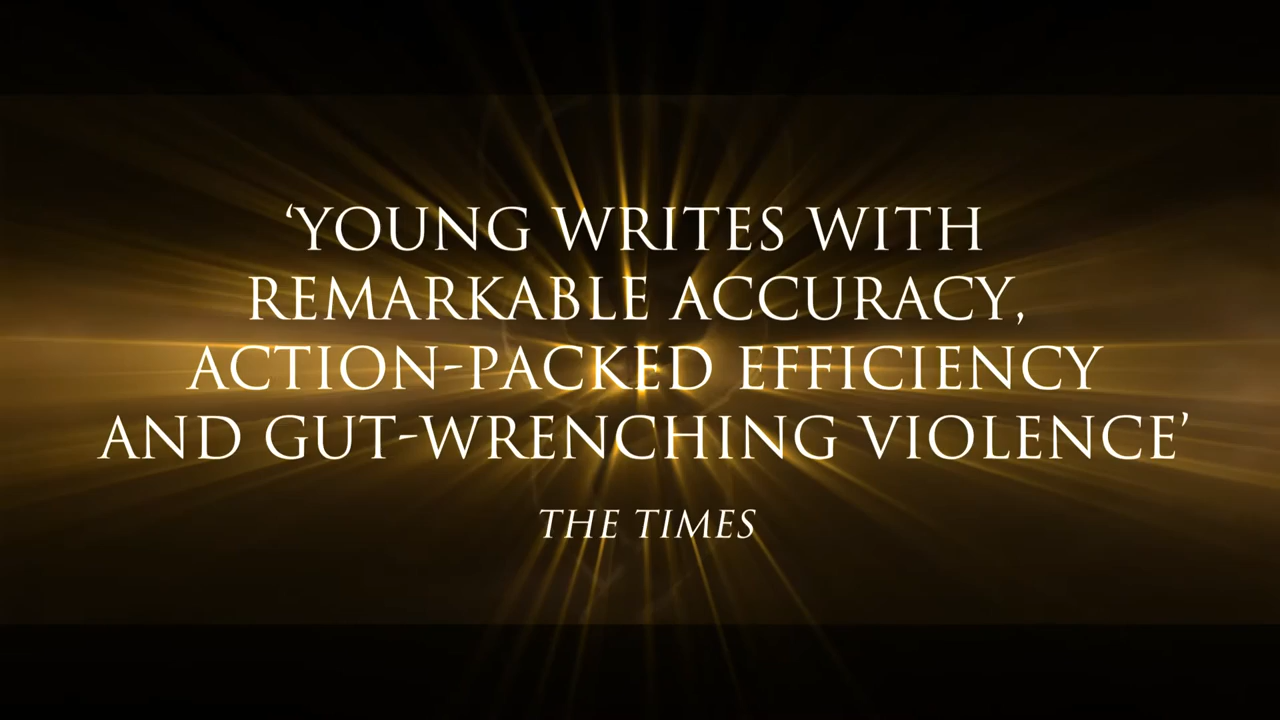 ‘YOUNG WRITES WITH
REMARKABLE ACCURACY,
ACTION-PACKED EFFICIENCY
AND GUT-WRENCHING VIOLENCE’
THE TIMES